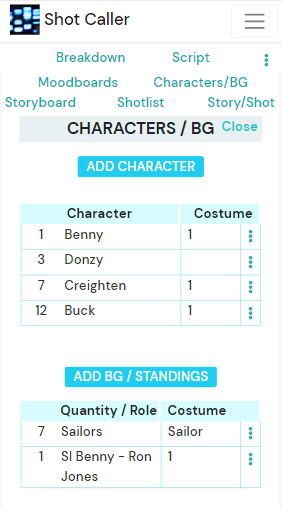 Shot Caller
Breakdown Script
Moodboards Characters/BG
Storyboard Shotlist Story/Shot
CHARACTERS / BG Close
ADD CHARACTER
Character Costume
1 Benny 1
3 Donzy
7 Creighten 1
12 Buck 1
ADD BG / STANDINGS
Quantity / Role Costume
7 Sailors Sailor
1 SI Benny - Ron 1
Jones